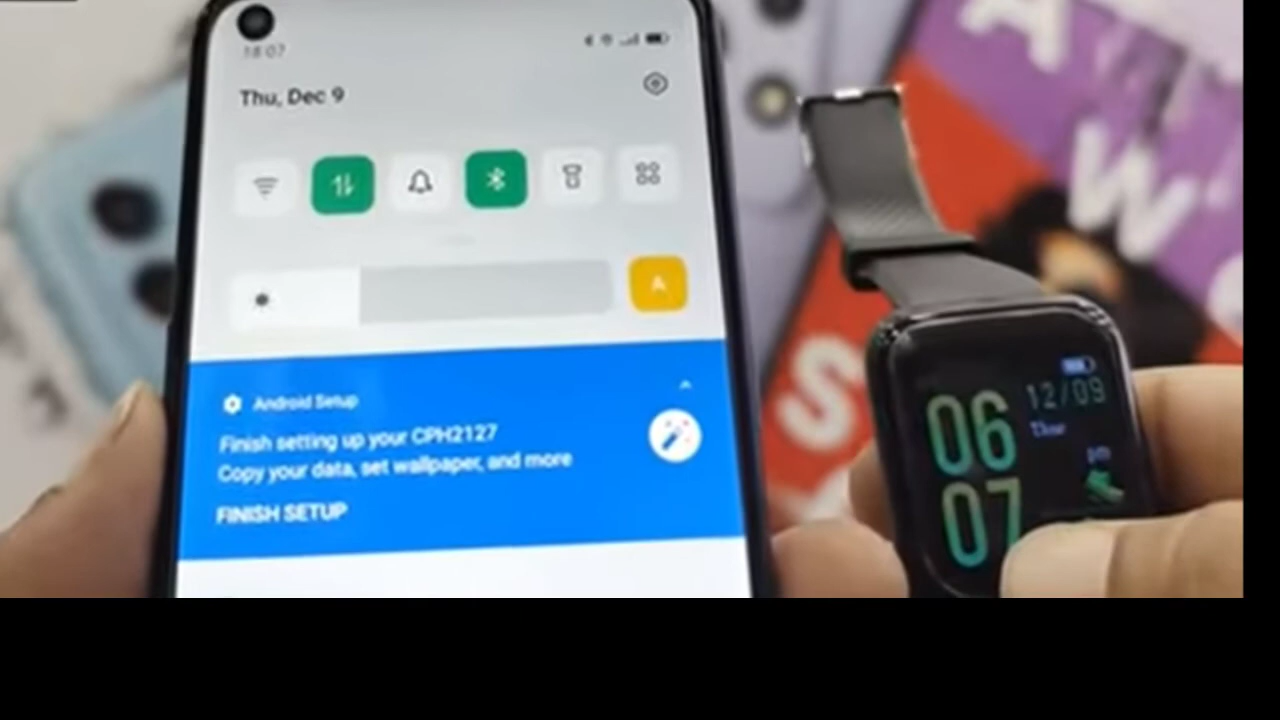 18:07
Thu, Dec 9
A
Android Setup
Finish setting up your CPH2127
Copy your data, set wallpaper, and more
FINISH SETUP
A
W
S
06
12/09
Thur
pm
07